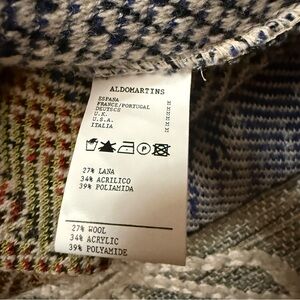 ALDOMARTINS
ESPAÑA
FRANCE/PORTUGAL
DEUTSCH
U.K.
U.S.A.
ITALIA
27% LANA
34% ACRILICO
39% POLIAMIDA
27% WOOL
34% ACRYLIC
39% POLYAMIDE